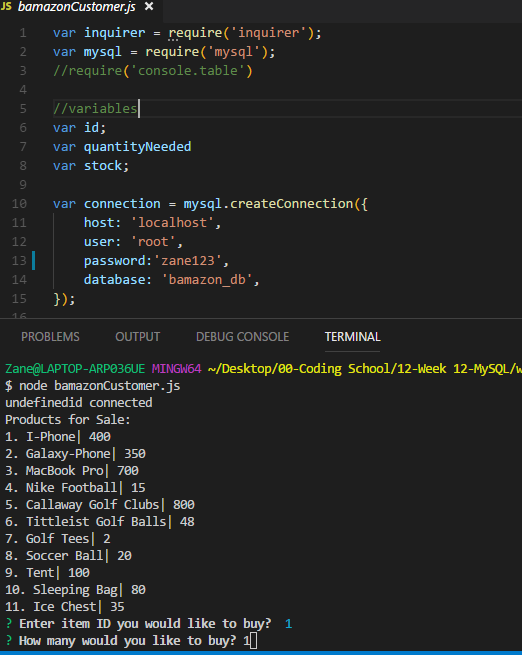 JS bamazonCustomer.js ×
1 var inquirer = require('inquirer');
2 var mysql = require('mysql');
3 //require('console.table')
4
5 //variables
6 var id;
7 var quantityNeeded
8 var stock;
9
10 var connection = mysql.createConnection({
11 host: 'localhost',
12 user: 'root',
13 password:'zane123',
14 database: 'bamazon_db',
15 });
16
PROBLEMS OUTPUT DEBUG CONSOLE TERMINAL
Zane@LAPTOP-ARP036UE MINGW64 ~/Desktop/00-Coding School/12-Week 12-MySQL/w
$ node bamazonCustomer.js
undefinedid connected
Products for Sale:
1. I-Phone| 400
2. Galaxy-Phone| 350
3. MacBook Pro| 700
4. Nike Football| 15
5. Callaway Golf Clubs| 800
6. Tittleist Golf Balls| 48
7. Golf Tees| 2
8. Soccer Ball| 20
9. Tent| 100
10. Sleeping Bag| 80
11. Ice Chest| 35
? Enter item ID you would like to buy? 1
? How many would you like to buy? 1